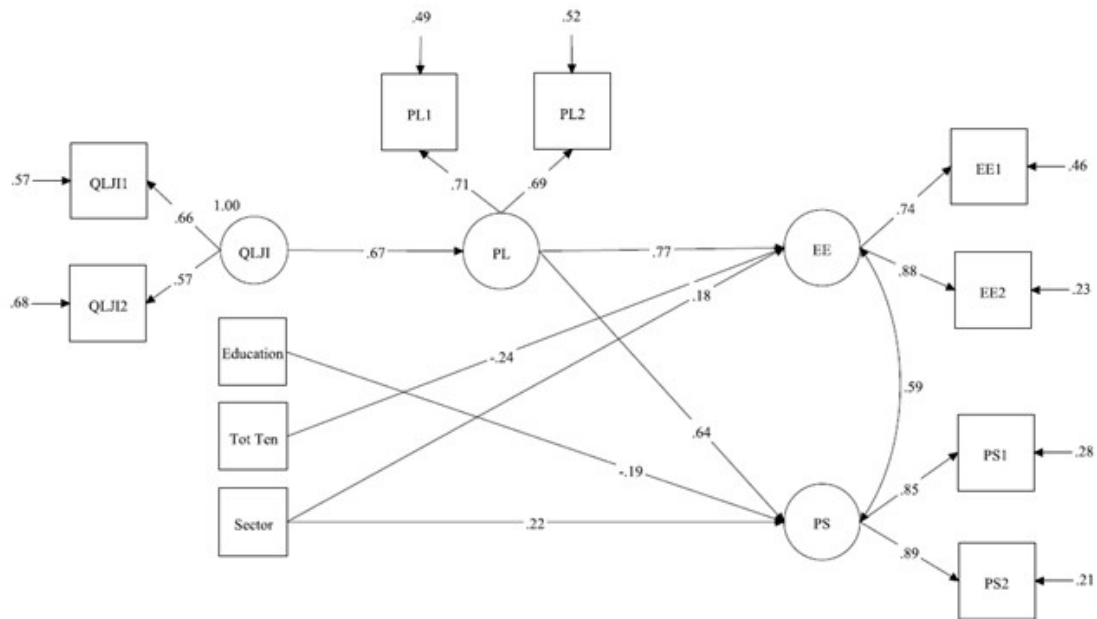 .49
.52
PL1
PL2
.57
QLJI1
EE1
.46
.71
.69
.74
.66
1.00
QLJI
.67
PL
.77
EE
.57
.88
.68
QLJI2
EE2
.23
.18
Education
-.24
.59
Tot Ten
.64
PS1
.28
-.19
.85
Sector
.22
PS
.89
PS2
.21